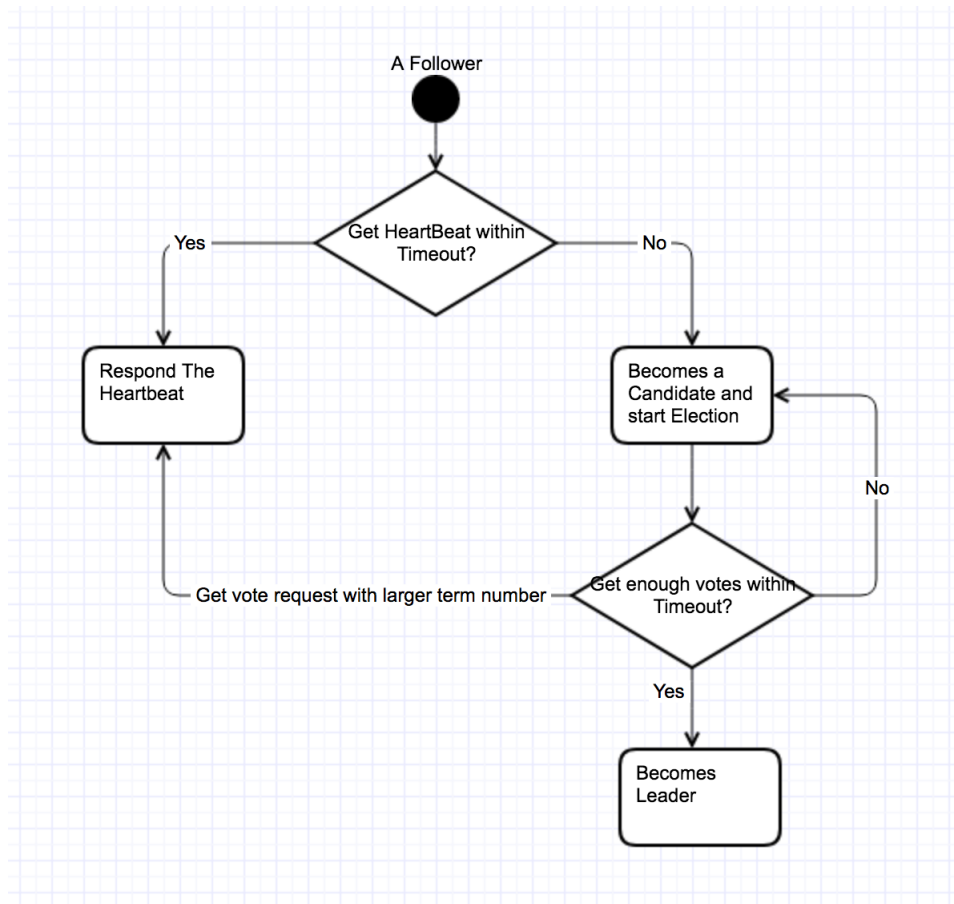 A Follower
Get HeartBeat within
Timeout?
Yes
No
Respond The
Heartbeat
Becomes a
Candidate and
start Election
No
Get vote request with larger term number
Get enough votes within
Timeout?
Yes
Becomes
Leader